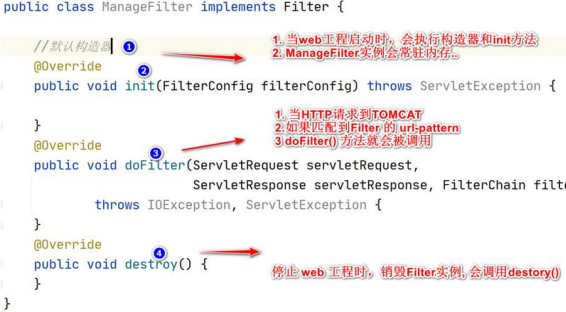 public class ManageFilter implements Filter {
//默认构造器 1
1. 当web工程启动时，会执行构造器和init方法
2. ManageFilter实例会常驻内存..
@Override
2
public void init(FilterConfig filterConfig) throws ServletException {
}
1. 当HTTP请求到TOMCAT
2.如果匹配到Filter 的 url-pattern
3 doFilter() 方法就会被调用
@Override
3
public void doFilter(ServletRequest servletRequest,
ServletResponse servletResponse, FilterChain filte
throws IOException, ServletException {
}
@Override
4
public void destroy() {
停止 web 工程时，销毁Filter实例, 会调用destory()
}
}